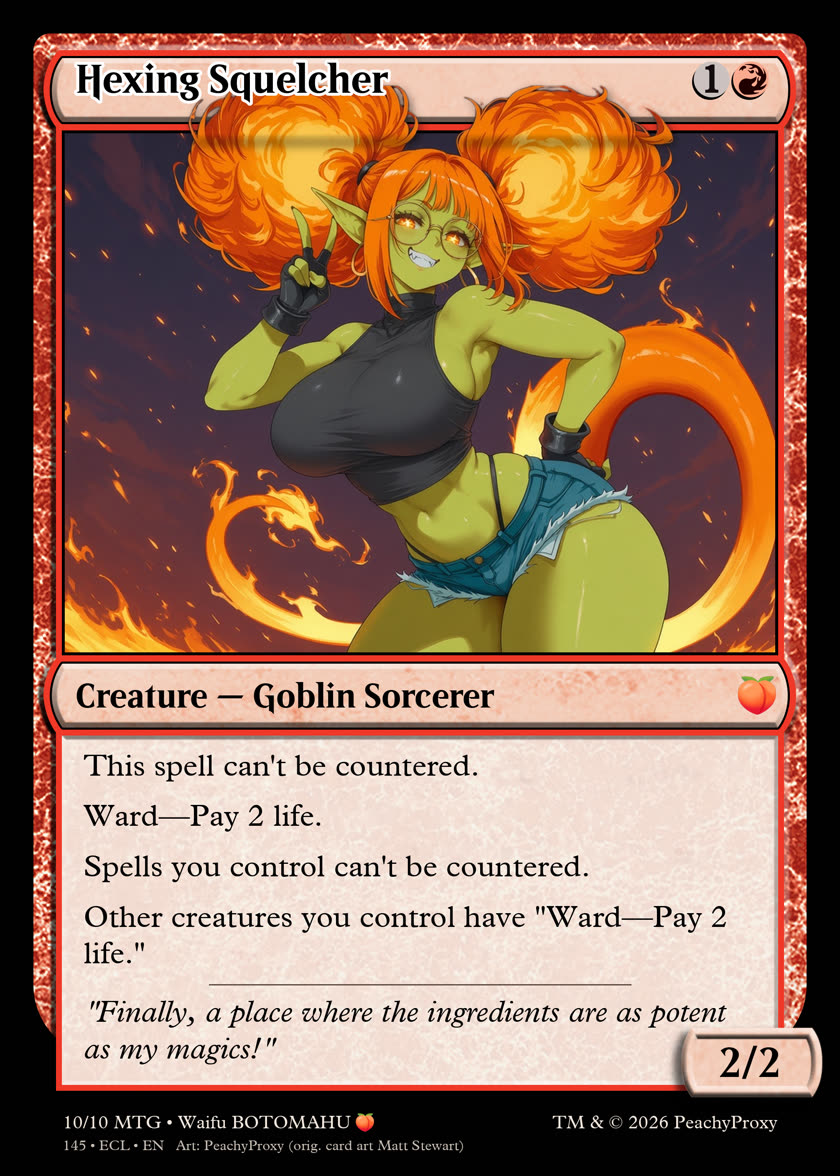 Hexing Squelcher 1
Creature — Goblin Sorcerer
This spell can't be countered.
Ward—Pay 2 life.
Spells you control can't be countered.
Other creatures you control have "Ward—Pay 2
life."
"Finally, a place where the ingredients are as potent
as my magics!"
2/2
10/10 MTG • Waifu BOTOMAHU 🍑 TM & © 2026 PeachyProxy
145 • ECL • EN Art: PeachyProxy (orig. card art Matt Stewart)